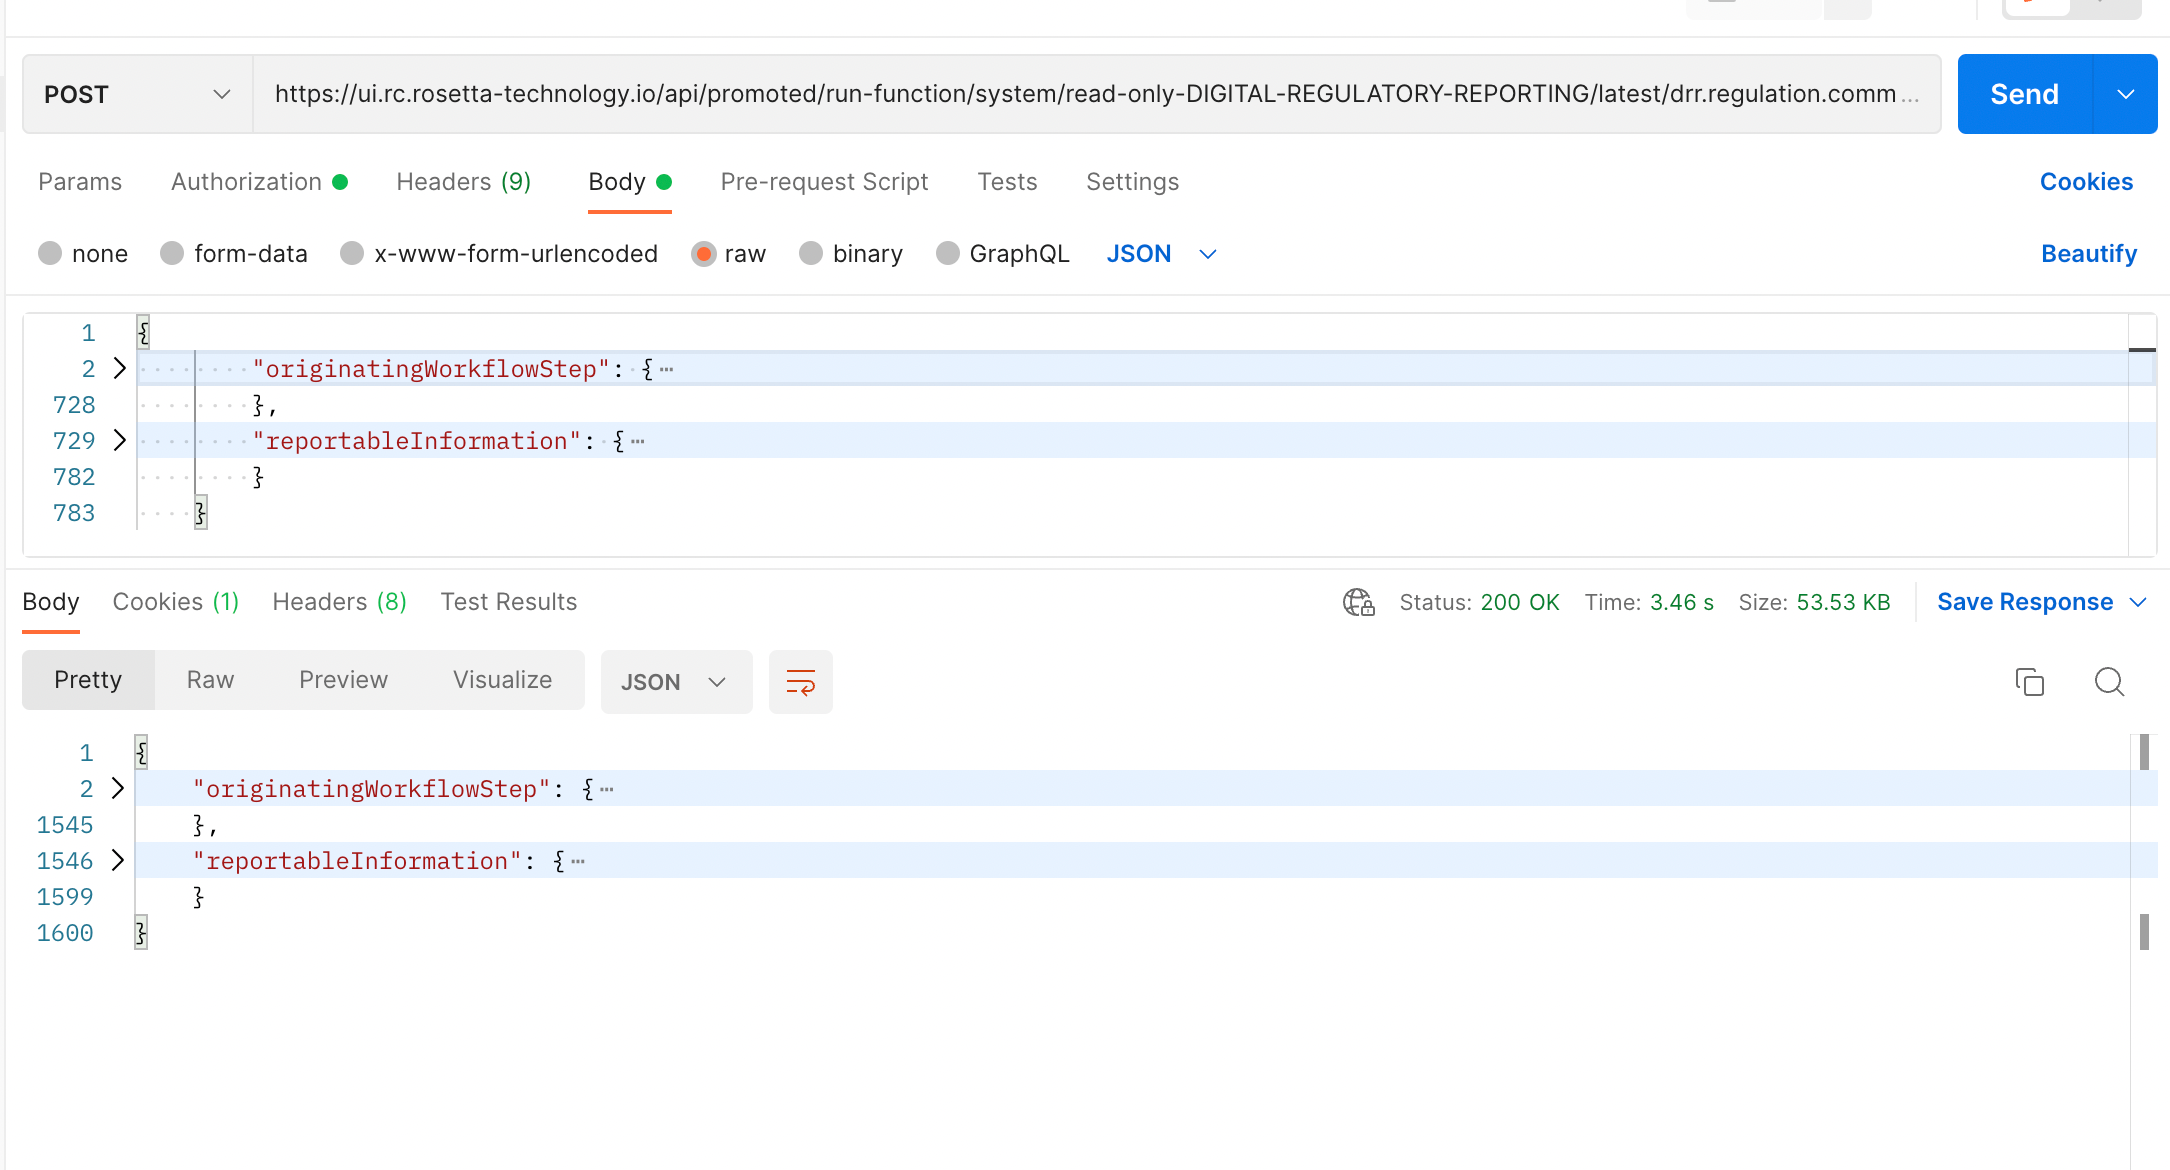 POST https://ui.rc.rosetta-technology.io/api/promoted/run-function/system/read-only-DIGITAL-REGULATORY-REPORTING/latest/drr.regulation.comm ... Send
Params Authorization Headers (9) Body Pre-request Script Tests Settings Cookies
none form-data x-www-form-urlencoded raw binary GraphQL JSON Beautify
1 {
2 "originatingWorkflowStep": { ⋯
728 },
729 "reportableInformation": { ⋯
782 }
783 }
Body Cookies (1) Headers (8) Test Results Status: 200 OK Time: 3.46 s Size: 53.53 KB Save Response
Pretty Raw Preview Visualize JSON
1 {
2 "originatingWorkflowStep": { ⋯
1545 },
1546 "reportableInformation": { ⋯
1599 }
1600 }